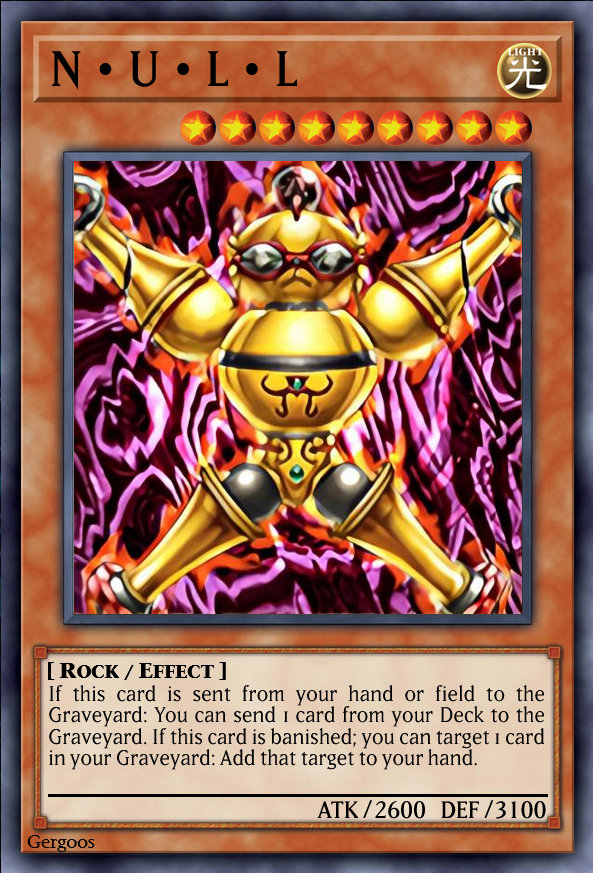 N • U • L • L
LIGHT
光
[ ROCK / EFFECT ]
If this card is sent from your hand or field to the
Graveyard: You can send 1 card from your Deck to the
Graveyard. If this card is banished; you can target 1 card
in your Graveyard: Add that target to your hand.
ATK / 2600 DEF / 3100
Gergoos